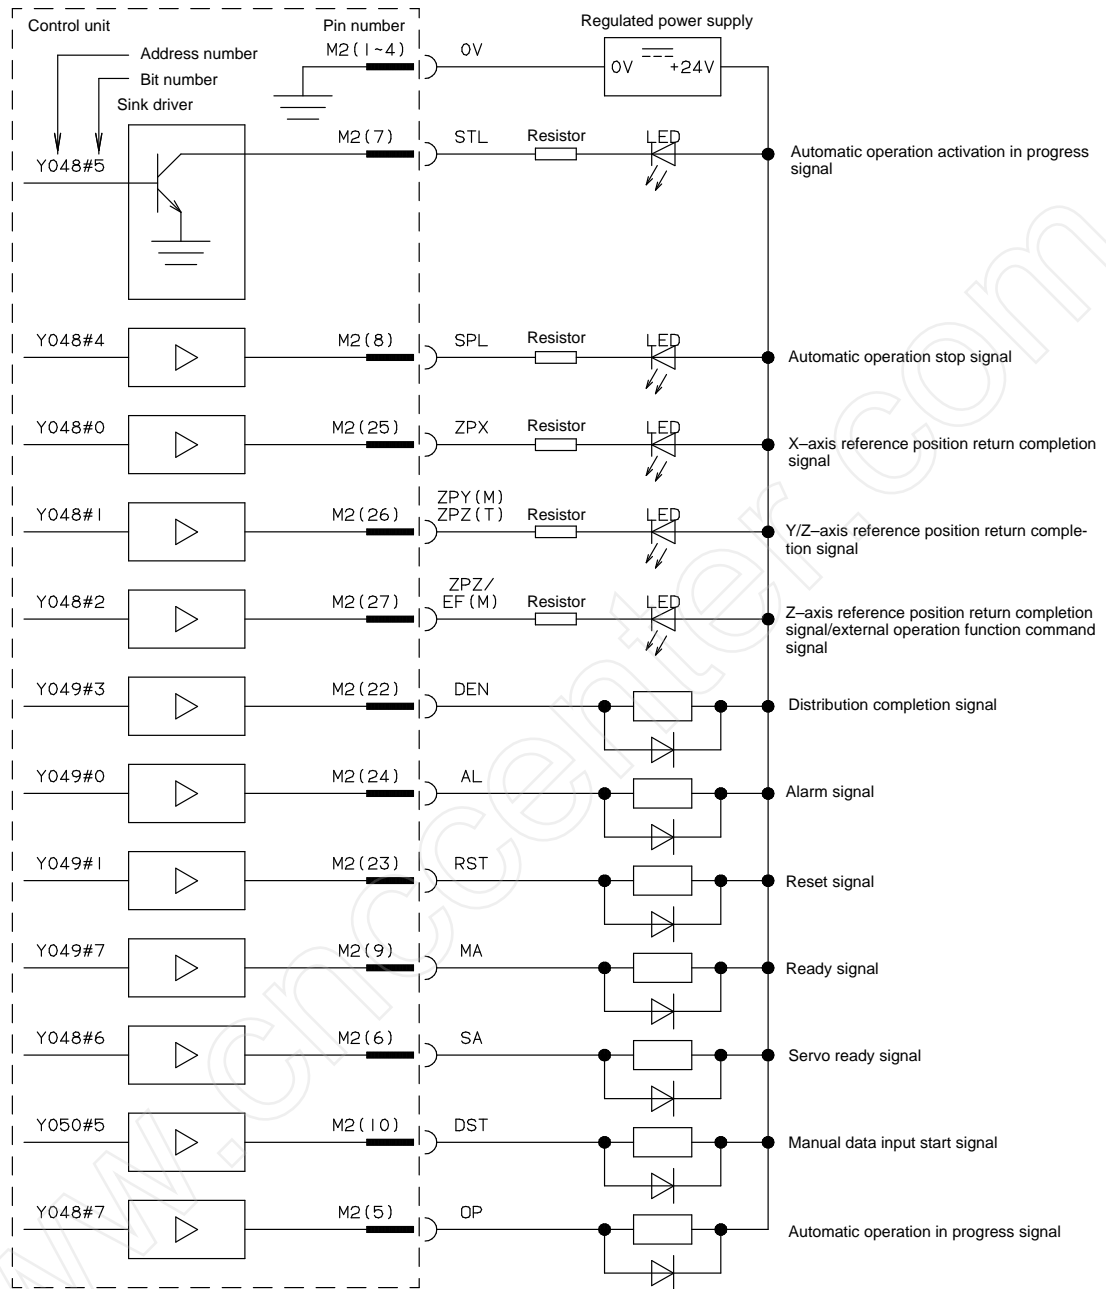 Control unit
Pin number
Regulated power supply
M2(1~4)
0V
0V
+24V
Address number
Bit number
Sink driver
Y048#5
M2(7)
STL
Resistor
LED
Automatic operation activation in progress
signal
Y048#4
M2(8)
SPL
Resistor
LED
Automatic operation stop signal
Y048#0
M2(25)
ZPX
Resistor
LED
X–axis reference position return completion
signal
Y048#1
M2(26)
ZPY(M)
ZPZ(T)
Resistor
LED
Y/Z–axis reference position return comple-
tion signal
Y048#2
M2(27)
ZPZ/
EF(M)
Resistor
LED
Z–axis reference position return completion
signal/external operation function command
signal
Y049#3
M2(22)
DEN
Distribution completion signal
Y049#0
M2(24)
AL
Alarm signal
Y049#1
M2(23)
RST
Reset signal
Y049#7
M2(9)
MA
Ready signal
Y048#6
M2(6)
SA
Servo ready signal
Y050#5
M2(10)
DST
Manual data input start signal
Y048#7
M2(5)
OP
Automatic operation in progress signal
www.cnccenter.com